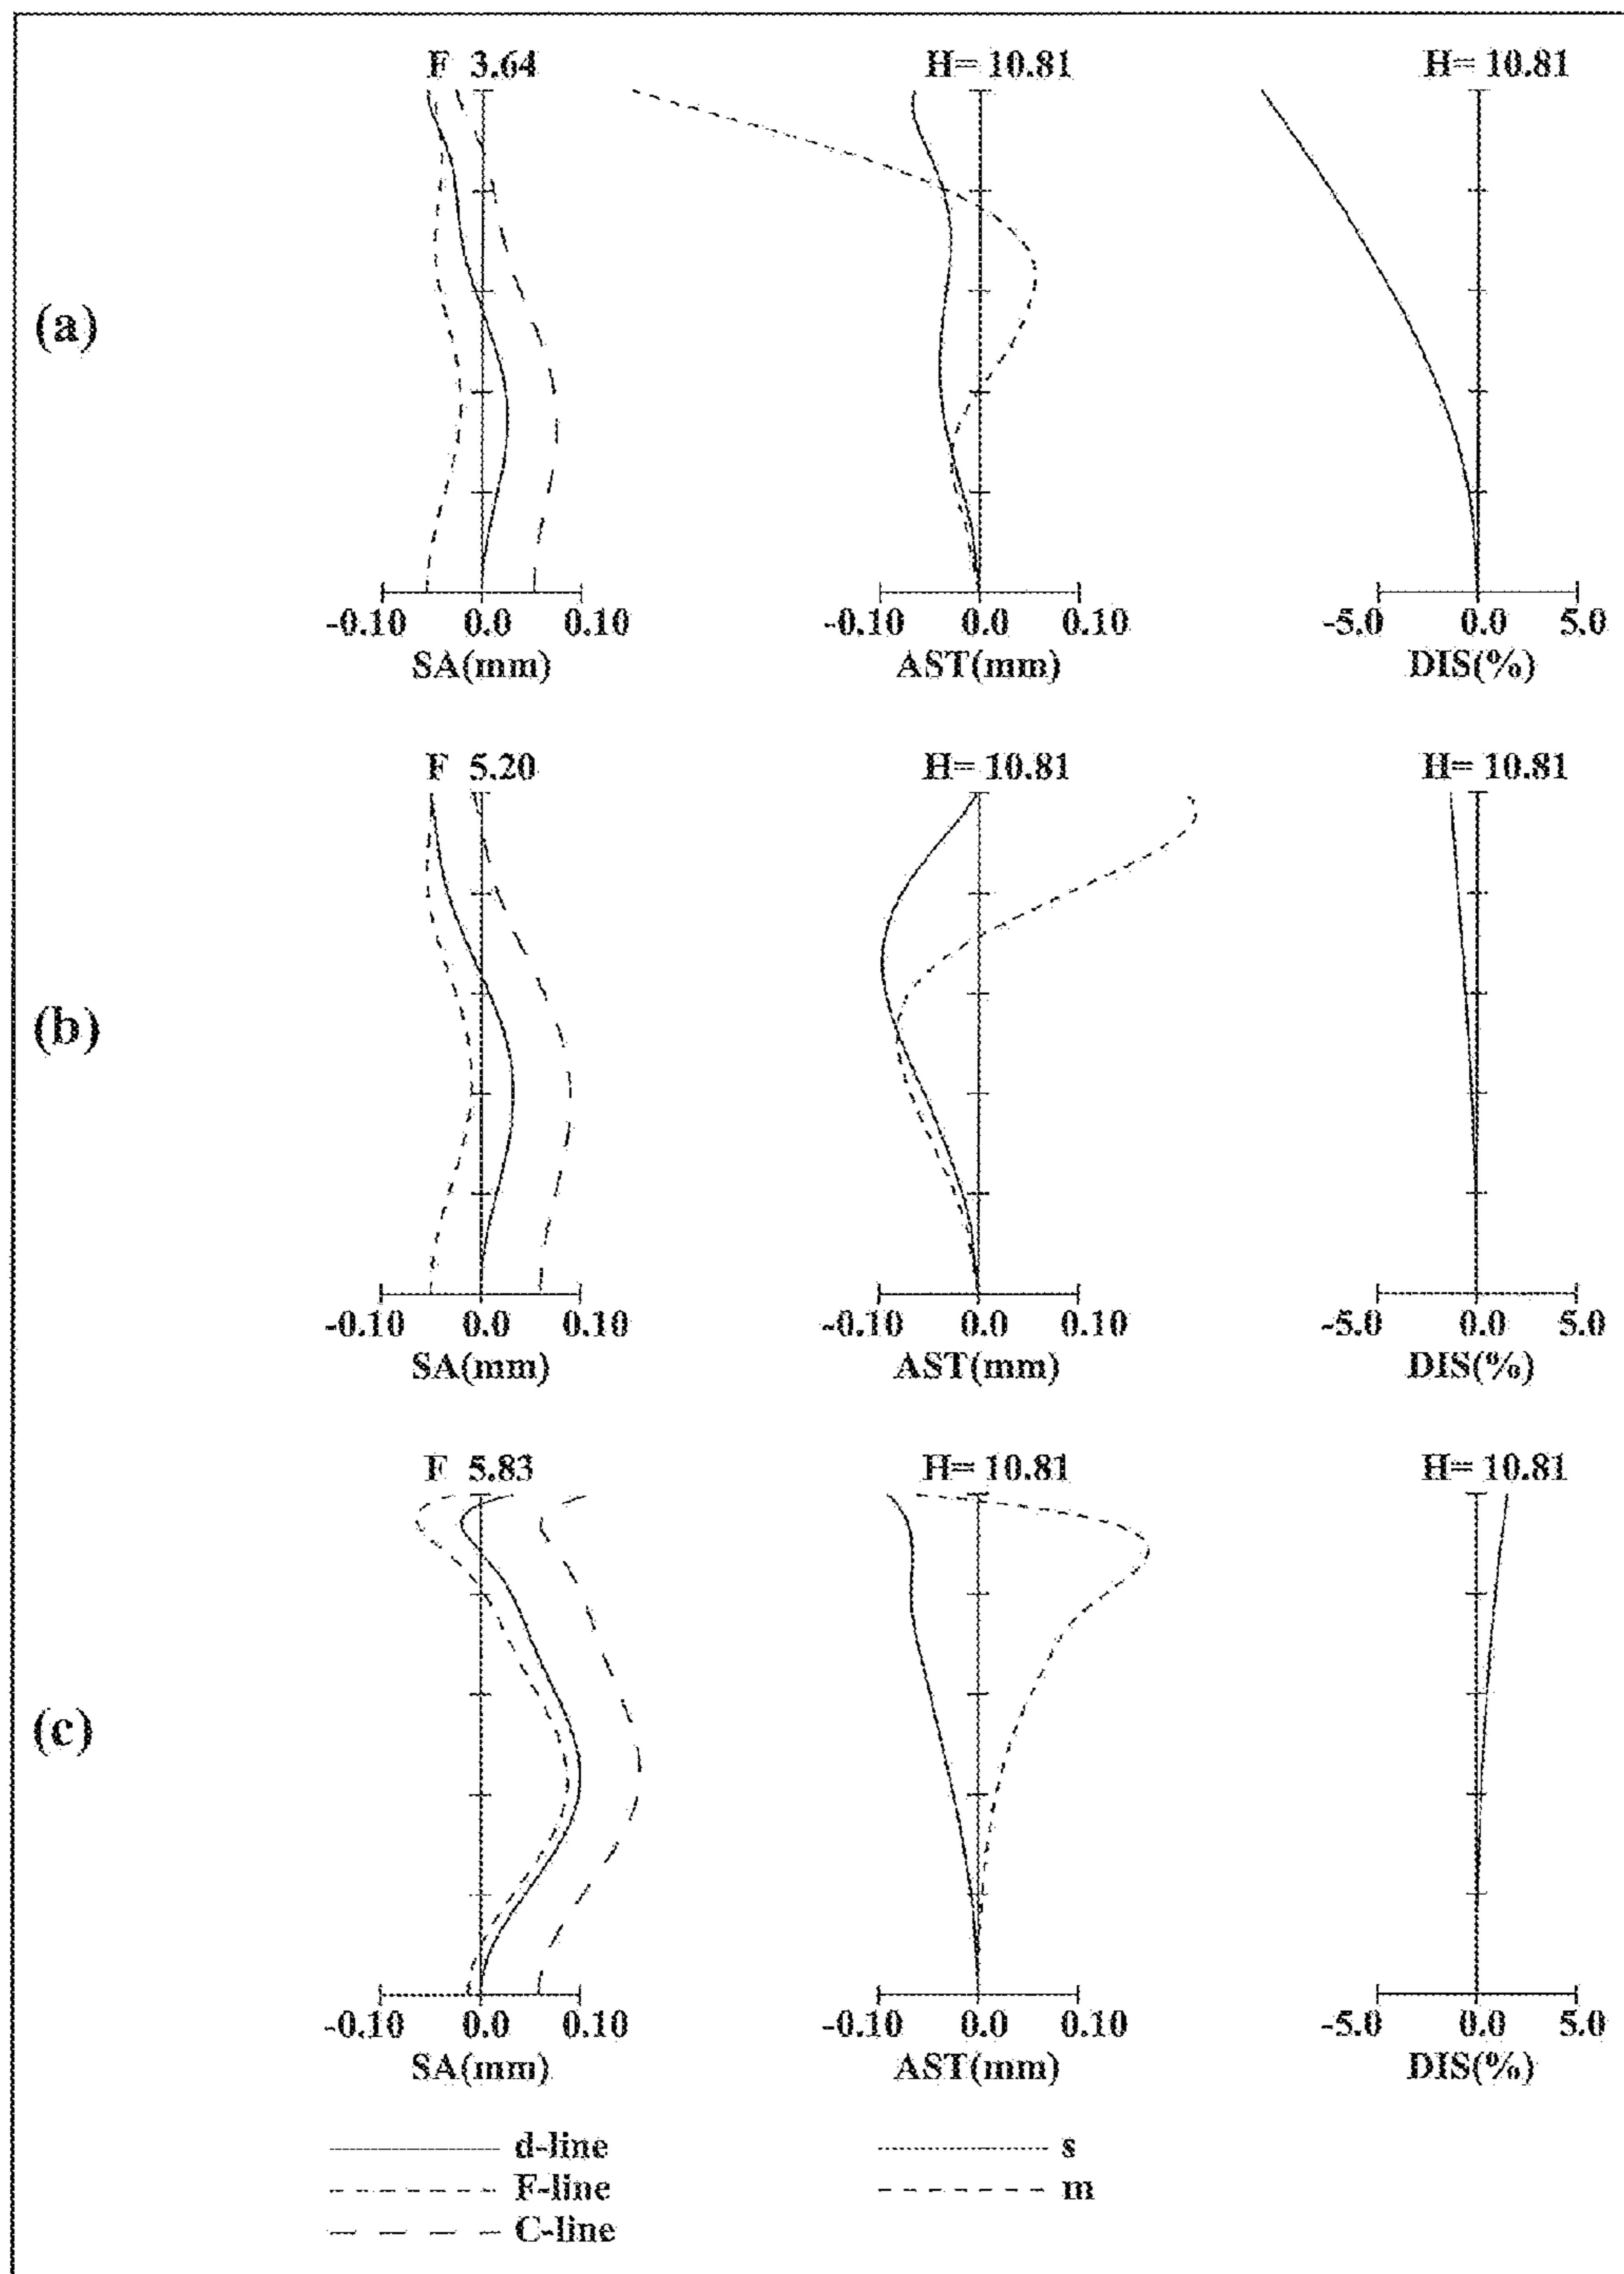 F 3.64 H= 10.81 H= 10.81
(a)
-0.10 0.0 0.10 -0.10 0.0 0.10 -5.0 0.0 5.0
SA(mm) AST(mm) DIS(%)
F 5.20 H= 10.81 H= 10.81
(b)
-0.10 0.0 0.10 -0.10 0.0 0.10 -5.0 0.0 5.0
SA(mm) AST(mm) DIS(%)
F 5.83 H= 10.81 H= 10.81
(c)
-0.10 0.0 0.10 -0.10 0.0 0.10 -5.0 0.0 5.0
SA(mm) AST(mm) DIS(%)
d-line s
F-line m
C-line